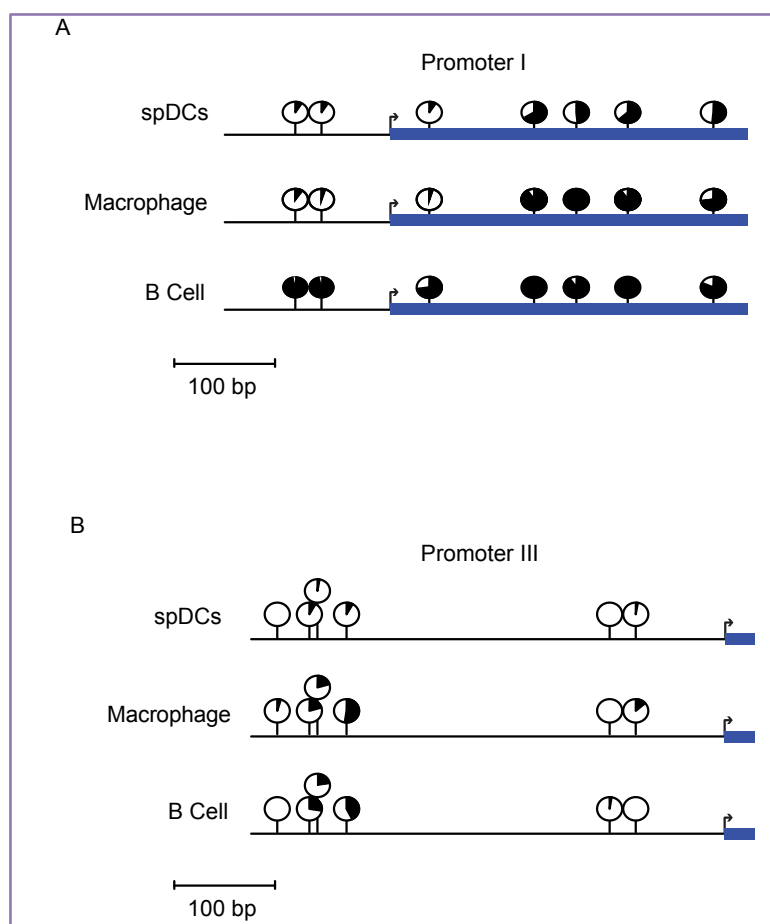 A
Promoter I
spDCs
Macrophage
B Cell
100 bp
B
Promoter III
spDCs
Macrophage
B Cell
100 bp